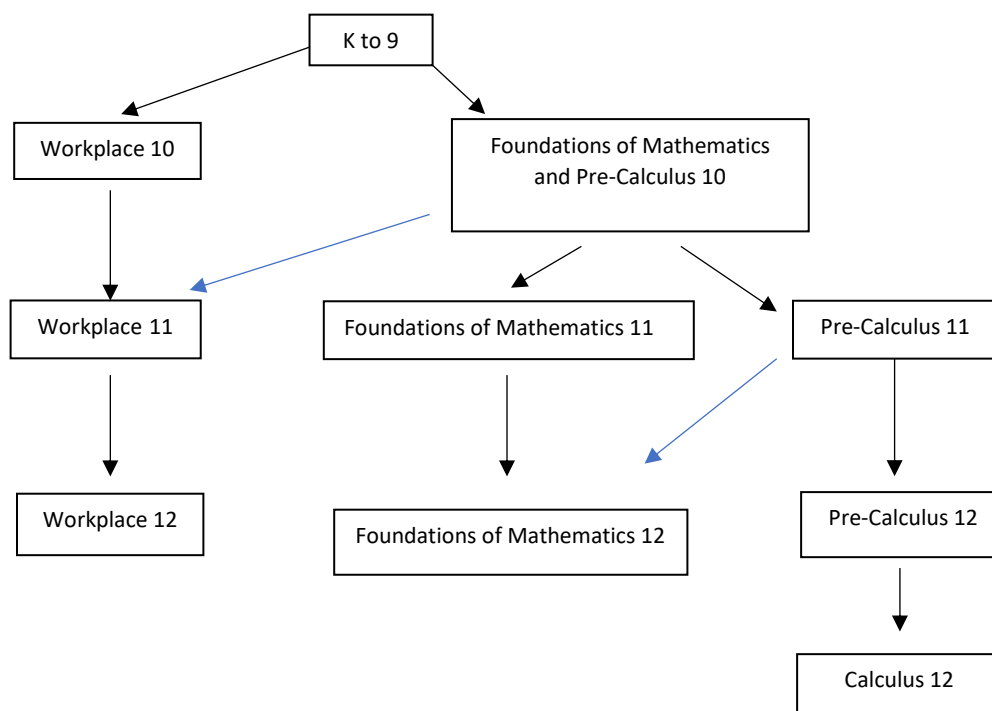 K to 9
Workplace 10
Foundations of Mathematics
and Pre-Calculus 10
Workplace 11
Foundations of Mathematics 11
Pre-Calculus 11
Workplace 12
Foundations of Mathematics 12
Pre-Calculus 12
Calculus 12